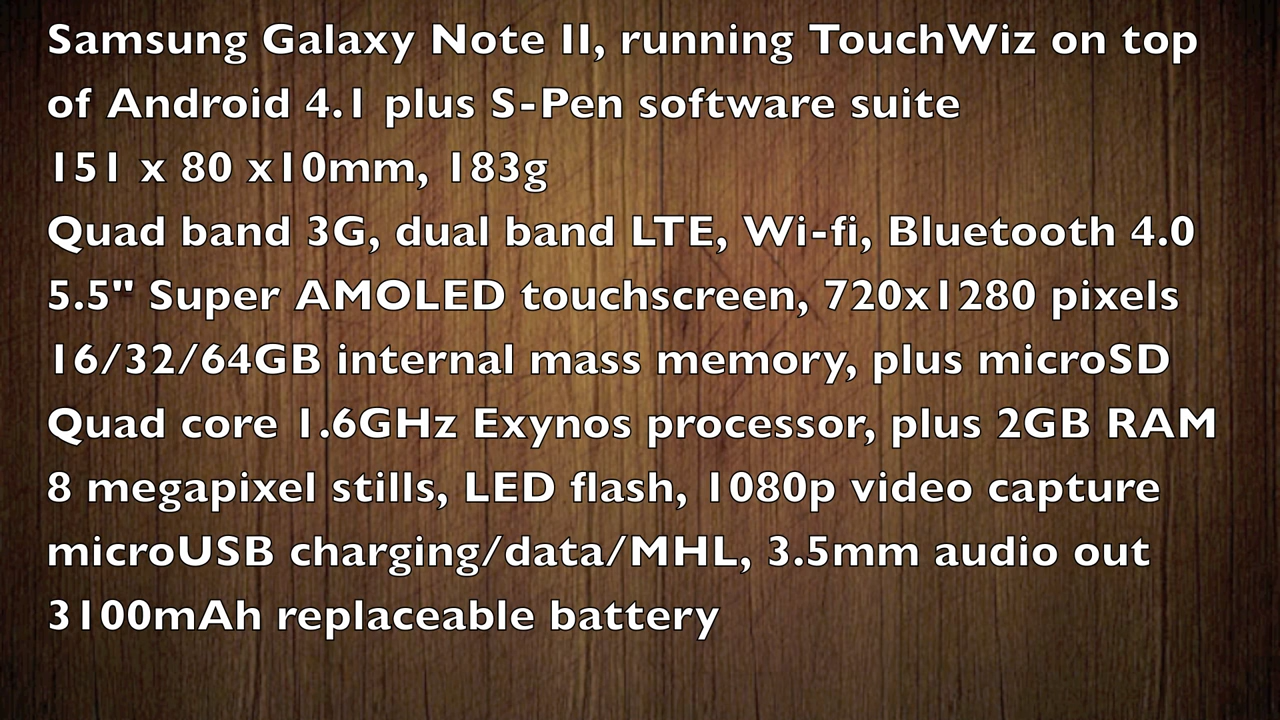 Samsung Galaxy Note II, running TouchWiz on top
of Android 4.1 plus S-Pen software suite
151 x 80 x10mm, 183g
Quad band 3G, dual band LTE, Wi-fi, Bluetooth 4.0
5.5" Super AMOLED touchscreen, 720x1280 pixels
16/32/64GB internal mass memory, plus microSD
Quad core 1.6GHz Exynos processor, plus 2GB RAM
8 megapixel stills, LED flash, 1080p video capture
microUSB charging/data/MHL, 3.5mm audio out
3100mAh replaceable battery